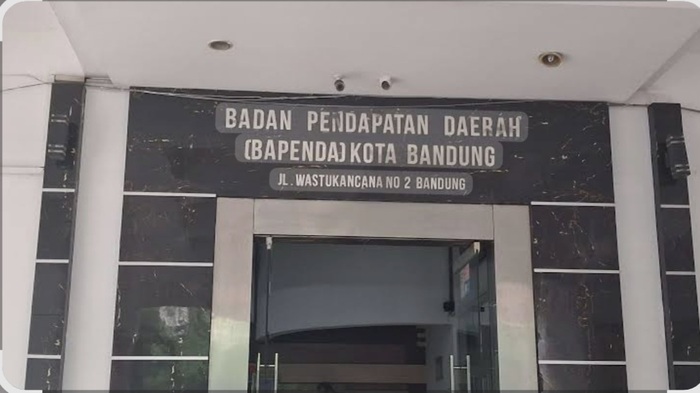 BADAN PENDAPATAN DAERAH
(BAPENDA) KOTA BANDUNG
JL. WASTUKANCANA NO 2 BANDUNG